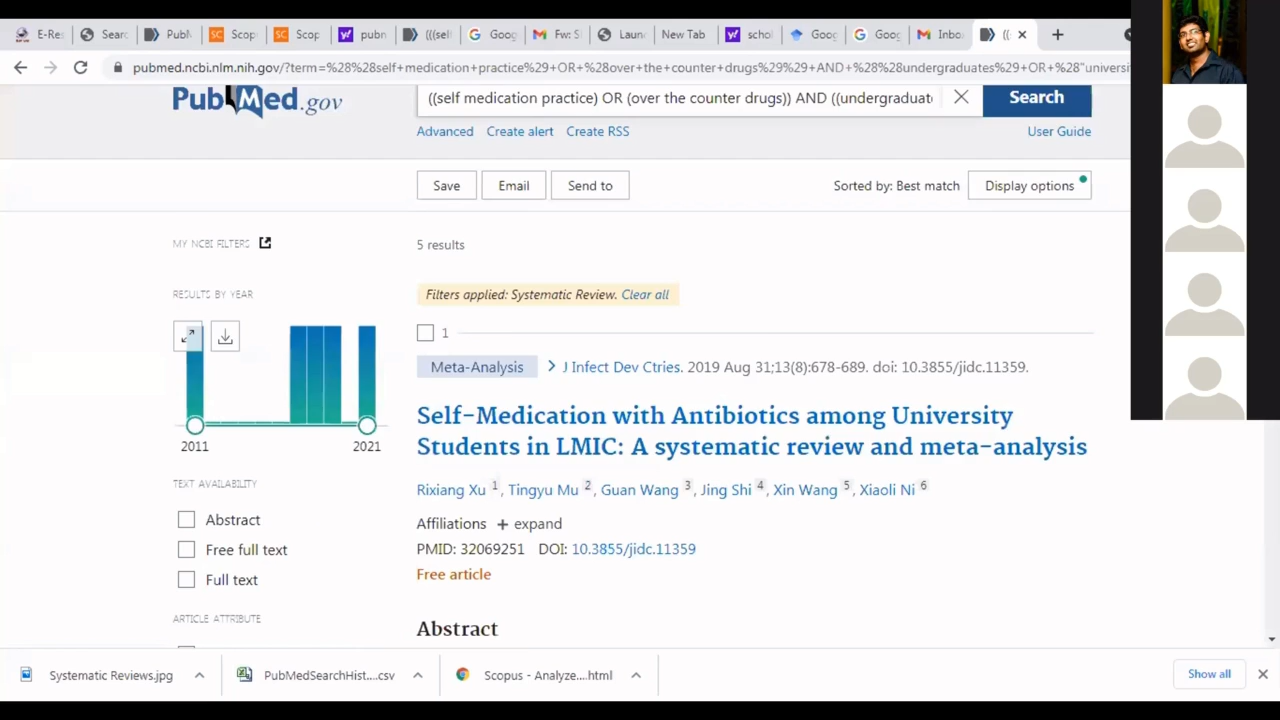 E-Res
Searc
PubM
Scop
Scop
pubn
(((sel
Goog
Fw: S
Laun
New Tab
schol
Goog
Goog
Inbo
((
pubmed.ncbi.nlm.nih.gov/?term=%28%28self+medication+practice%29+OR+%28over+the+counter+drugs%29%29+AND+%28%28undergraduates%29+OR+%28"universi
PubMed.gov
((self medication practice) OR (over the counter drugs)) AND ((undergraduate
Search
Advanced Create alert Create RSS
User Guide
Save Email Send to
Sorted by: Best match Display options
MY NCBI FILTERS
5 results
RESULTS BY YEAR
Filters applied: Systematic Review. Clear all
1
Meta-Analysis J Infect Dev Ctries. 2019 Aug 31;13(8):678-689. doi: 10.3855/jidc.11359.
Self-Medication with Antibiotics among University
Students in LMIC: A systematic review and meta-analysis
2011 2021
Rixiang Xu 1, Tingyu Mu 2, Guan Wang 3, Jing Shi 4, Xin Wang 5, Xiaoli Ni 6
TEXT AVAILABILITY
Abstract
Free full text
Full text
Affiliations + expand
PMID: 32069251 DOI: 10.3855/jidc.11359
Free article
ARTICLE ATTRIBUTE
Abstract
Systematic Reviews.jpg
PubMedSearchHist....csv
Scopus - Analyze....html
Show all